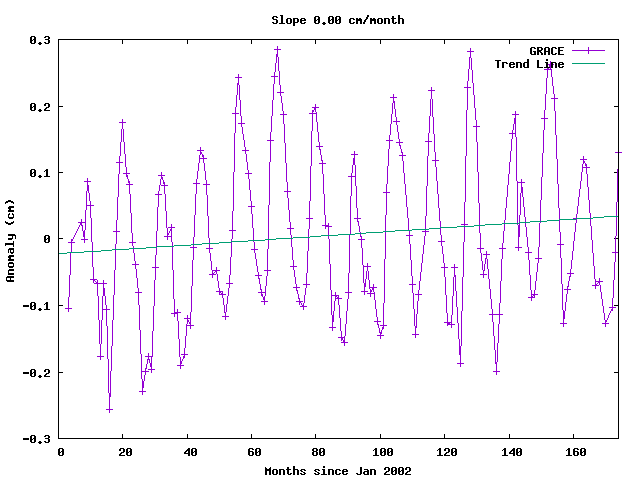 Slope 0.00 cm/month
GRACE
Trend Line
0.3
0.2
0.1
0
-0.1
-0.2
-0.3
Anomaly (cm)
0 20 40 60 80 100 120 140 160
Months since Jan 2002